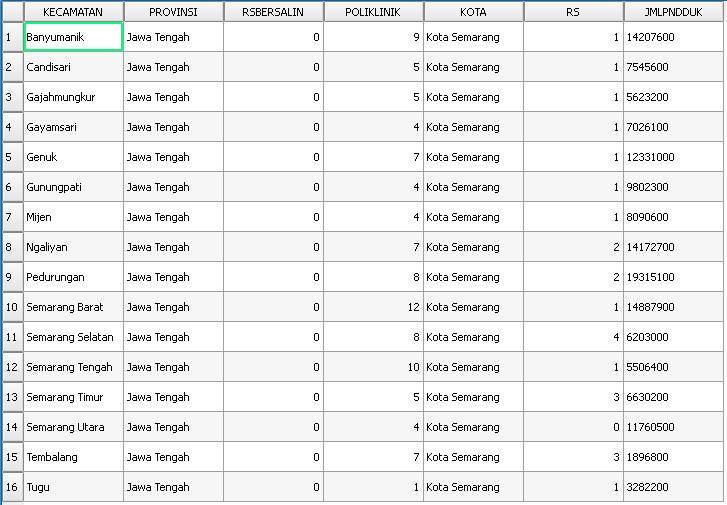 KECAMATAN PROVINSI RSBERSALIN POLIKLINIK KOTA RS JMLPNDDUK
1 Banyumanik Jawa Tengah 0 9 Kota Semarang 1 14207600
2 Candisari Jawa Tengah 0 5 Kota Semarang 1 7545600
3 Gajahmungkur Jawa Tengah 0 5 Kota Semarang 1 5623200
4 Gayamsari Jawa Tengah 0 4 Kota Semarang 1 7026100
5 Genuk Jawa Tengah 0 7 Kota Semarang 1 12331000
6 Gunungpati Jawa Tengah 0 4 Kota Semarang 1 9802300
7 Mijen Jawa Tengah 0 4 Kota Semarang 1 8090600
8 Ngaliyan Jawa Tengah 0 7 Kota Semarang 2 14172700
9 Pedurungan Jawa Tengah 0 8 Kota Semarang 2 19315100
10 Semarang Barat Jawa Tengah 0 12 Kota Semarang 1 14887900
11 Semarang Selatan Jawa Tengah 0 8 Kota Semarang 4 6203000
12 Semarang Tengah Jawa Tengah 0 10 Kota Semarang 1 5506400
13 Semarang Timur Jawa Tengah 0 5 Kota Semarang 3 6630200
14 Semarang Utara Jawa Tengah 0 4 Kota Semarang 0 11760500
15 Tembalang Jawa Tengah 0 7 Kota Semarang 3 1896800
16 Tugu Jawa Tengah 0 1 Kota Semarang 1 3282200